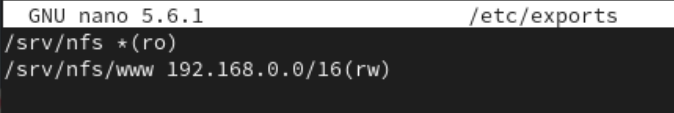 GNU nano 5.6.1 /etc/exports
/srv/nfs *(ro)
/srv/nfs/www 192.168.0.0/16(rw)